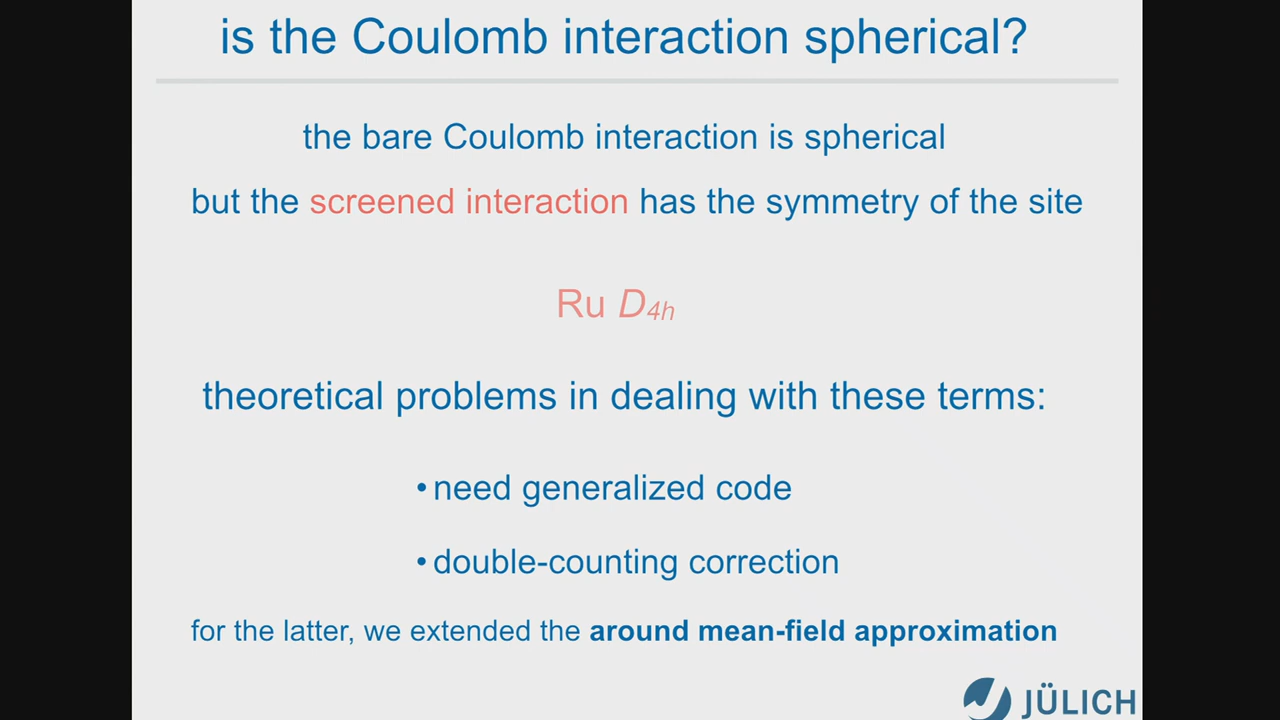 is the Coulomb interaction spherical?
the bare Coulomb interaction is spherical
but the screened interaction has the symmetry of the site
Ru D4h
theoretical problems in dealing with these terms:
• need generalized code
• double-counting correction
for the latter, we extended the around mean-field approximation
JÜLICH